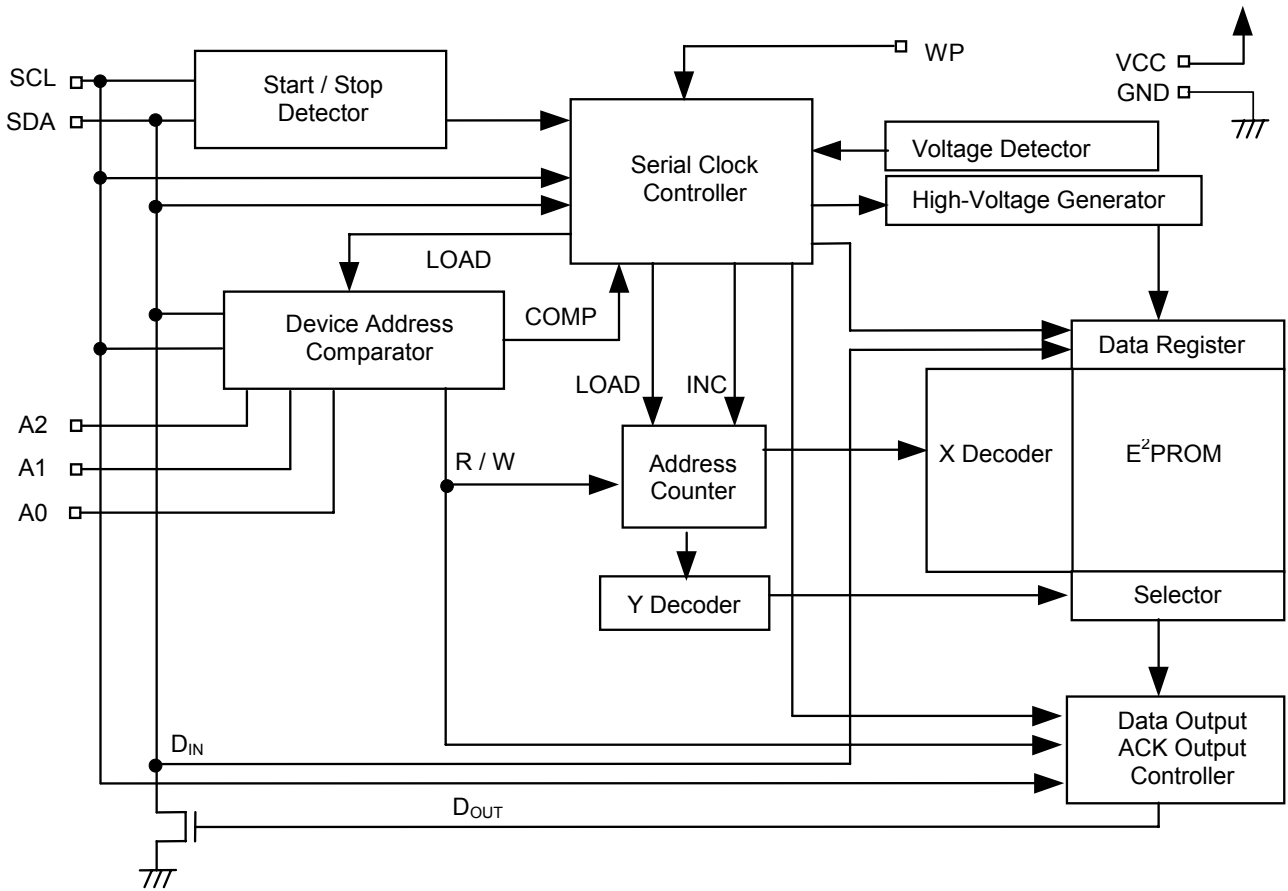 SCL
SDA
Start / Stop
Detector
WP
VCC
GND
Serial Clock
Controller
Voltage Detector
High-Voltage Generator
LOAD
COMP
Device Address
Comparator
LOAD
INC
Data Register
A2
A1
A0
R / W
Address
Counter
X Decoder
E²PROM
Y Decoder
Selector
Data Output
ACK Output
Controller
DIN
DOUT